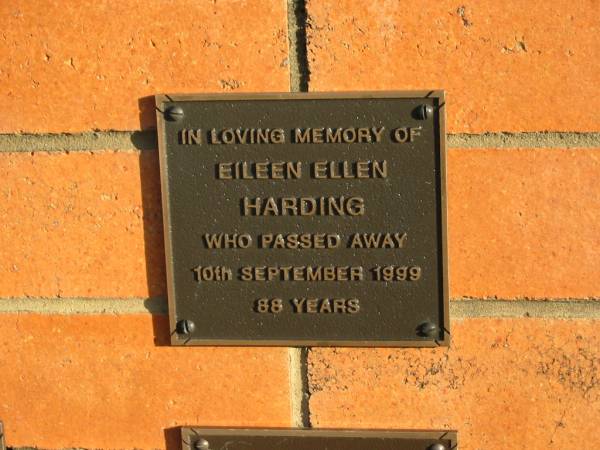 IN LOVING MEMORY OF
EILEEN ELLEN
HARDING
WHO PASSED AWAY
10th SEPTEMBER 1999
88 YEARS